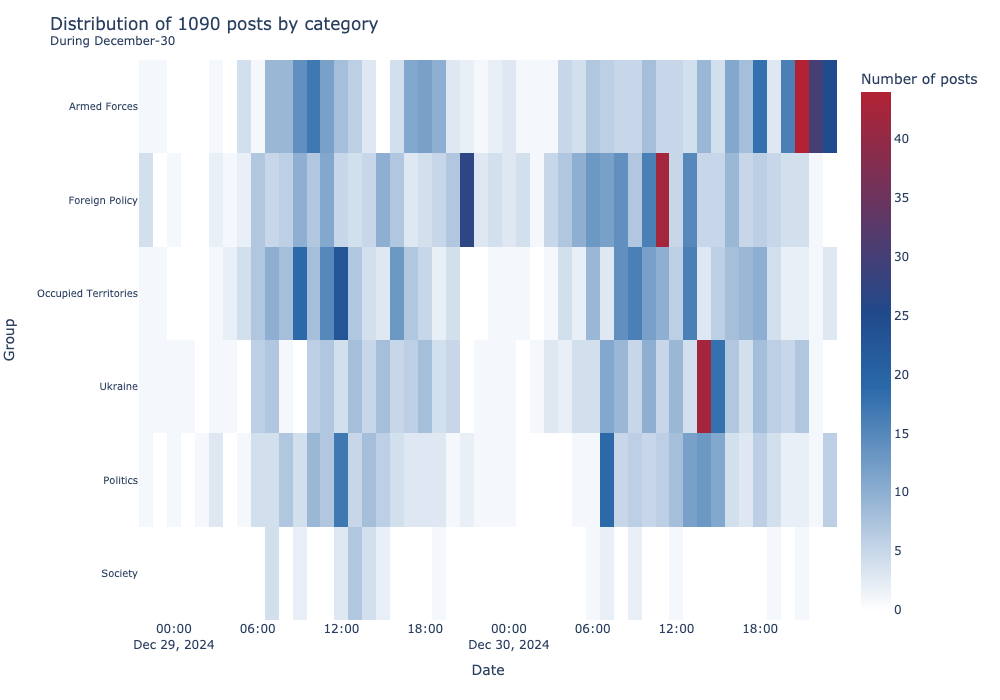 Distribution of 1090 posts by category
During December-30
Number of posts
Armed Forces
Foreign Policy
Occupied Territories
Ukraine
Politics
Society
Group
40
35
30
25
20
15
10
5
0
00:00 06:00 12:00 18:00 00:00 06:00 12:00 18:00
Dec 29, 2024 Dec 30, 2024
Date